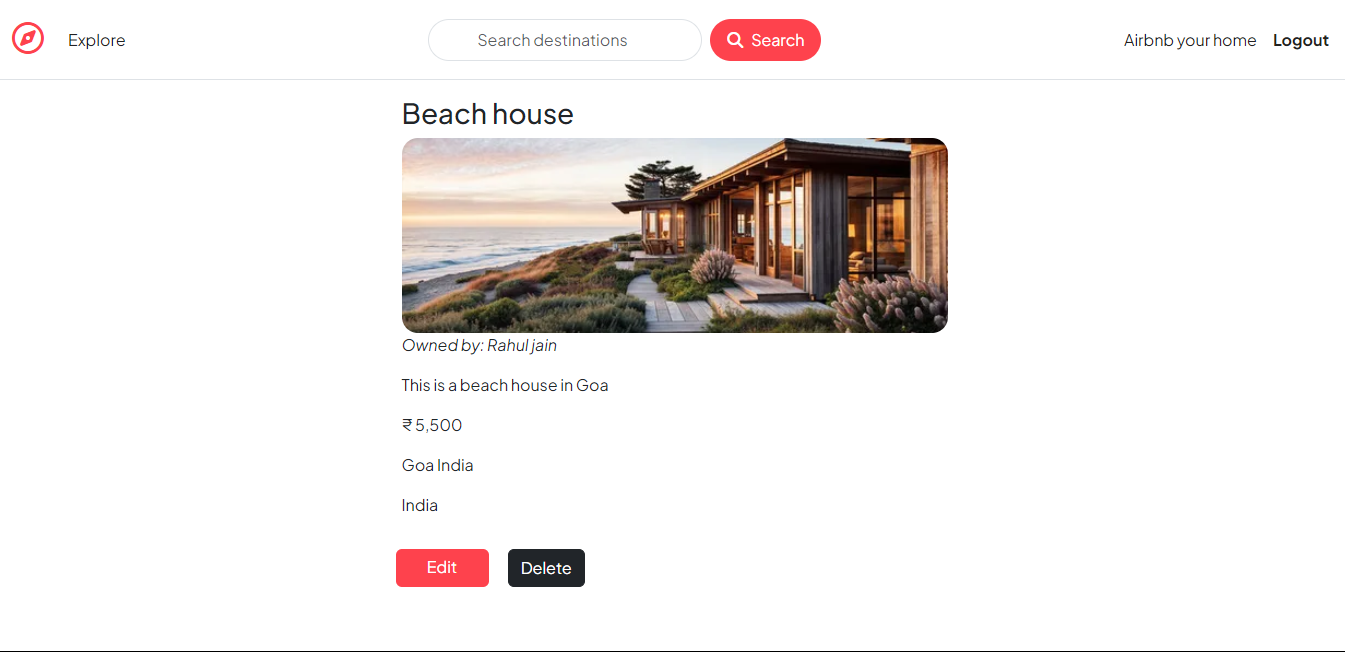 Explore
Search destinations
Search
Airbnb your home
Logout
Beach house
Owned by: Rahul jain
This is a beach house in Goa
₹ 5,500
Goa India
India
Edit
Delete